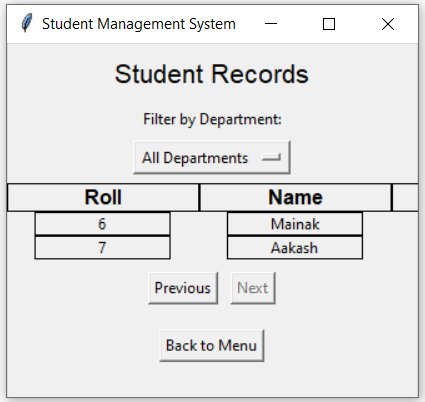 Student Management System
Student Records
Filter by Department:
All Departments
Roll Name
6 Mainak
7 Aakash
Previous Next
Back to Menu